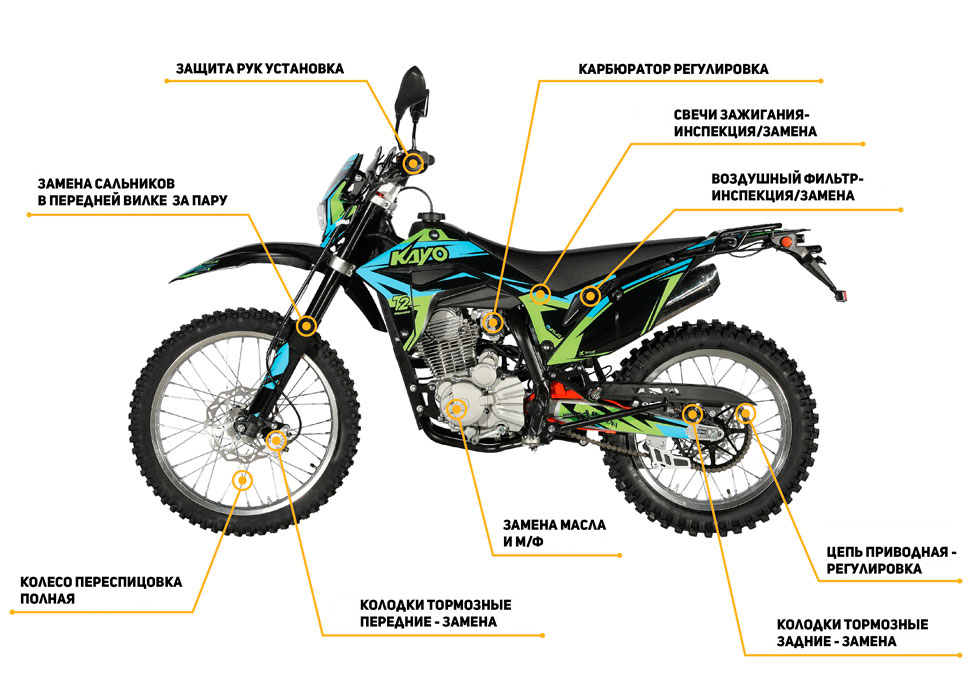 ЗАЩИТА РУК УСТАНОВКА
КАРБЮРАТОР РЕГУЛИРОВКА
СВЕЧИ ЗАЖИГАНИЯ-
ИНСПЕКЦИЯ/ЗАМЕНА
ВОЗДУШНЫЙ ФИЛЬТР-
ИНСПЕКЦИЯ/ЗАМЕНА
ЗАМЕНА САЛЬНИКОВ
В ПЕРЕДНЕЙ ВИЛКЕ ЗА ПАРУ
KAYO
T2
ЗАМЕНА МАСЛА
И М/Ф
ЦЕПЬ ПРИВОДНАЯ -
РЕГУЛИРОВКА
КОЛЕСО ПЕРЕСПИЦОВКА
ПОЛНАЯ
КОЛОДКИ ТОРМОЗНЫЕ
ПЕРЕДНИЕ - ЗАМЕНА
КОЛОДКИ ТОРМОЗНЫЕ
ЗАДНИЕ - ЗАМЕНА